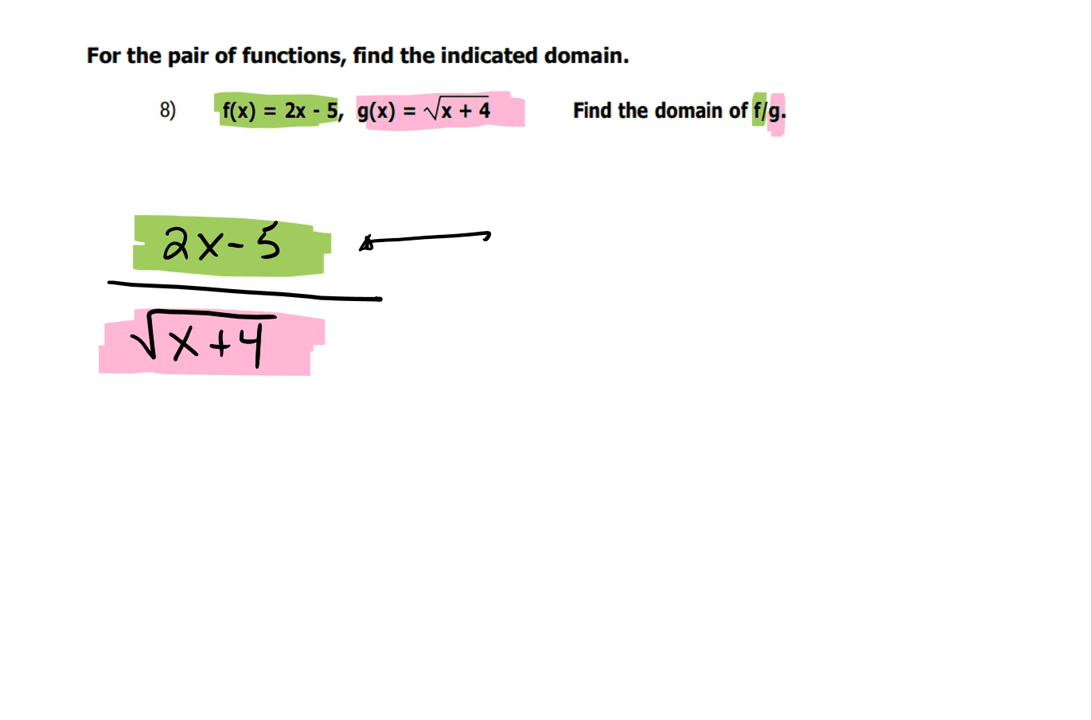 For the pair of functions, find the indicated domain.
8) f(x) = 2x - 5, g(x) = √x + 4 Find the domain of f/g.
2x - 5
√x + 4